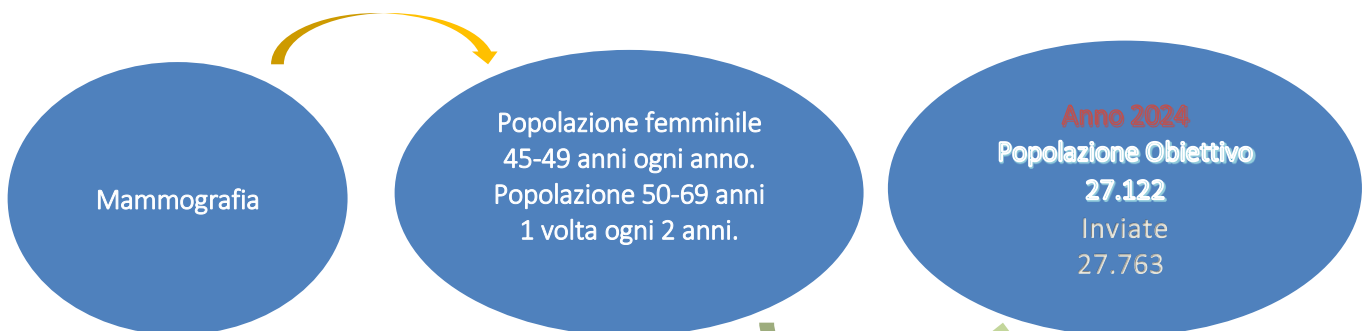 Mammografia
Popolazione femminile
45-49 anni ogni anno.
Popolazione 50-69 anni
1 volta ogni 2 anni.
Anno 2024
Popolazione Obiettivo
27.122
Inviate
27.763